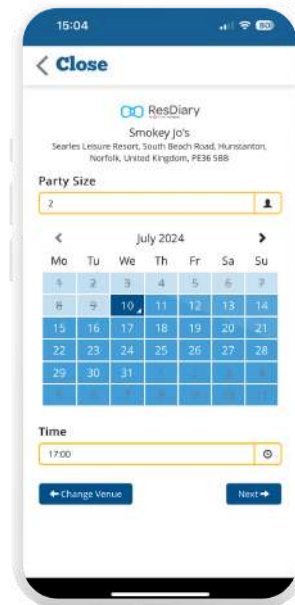 15:04
80
Close
ResDiary
Smokey Jo's
Searles Leisure Resort, South Beach Road, Hunstanton,
Norfolk, United Kingdom, PE36 5BB
Party Size
2
July 2024
Mo Tu We Th Fr Sa Su
1 2 3 4 5 6 7
8 9 10 11 12 13 14
15 16 17 18 19 20 21
22 23 24 25 26 27 28
29 30 31
Time
17:00
Change Venue Next